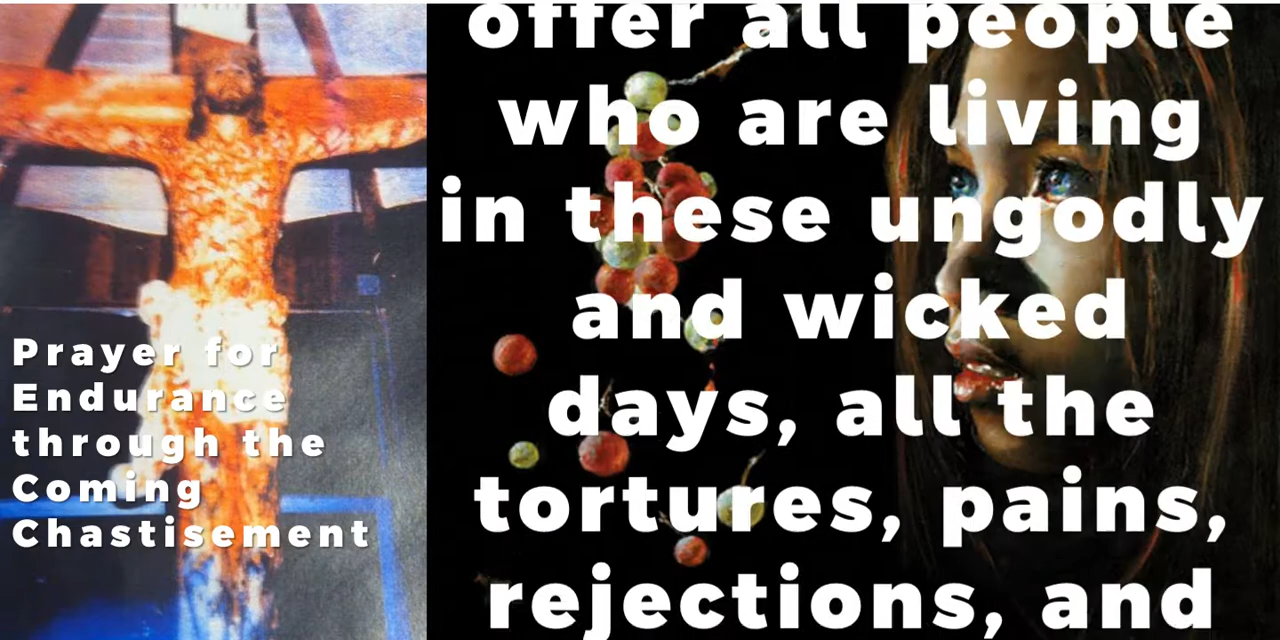 Prayer for
Endurance
through the
Coming
Chastisement
offer all people
who are living
in these ungodly
and wicked
days, all the
tortures, pains,
rejections, and